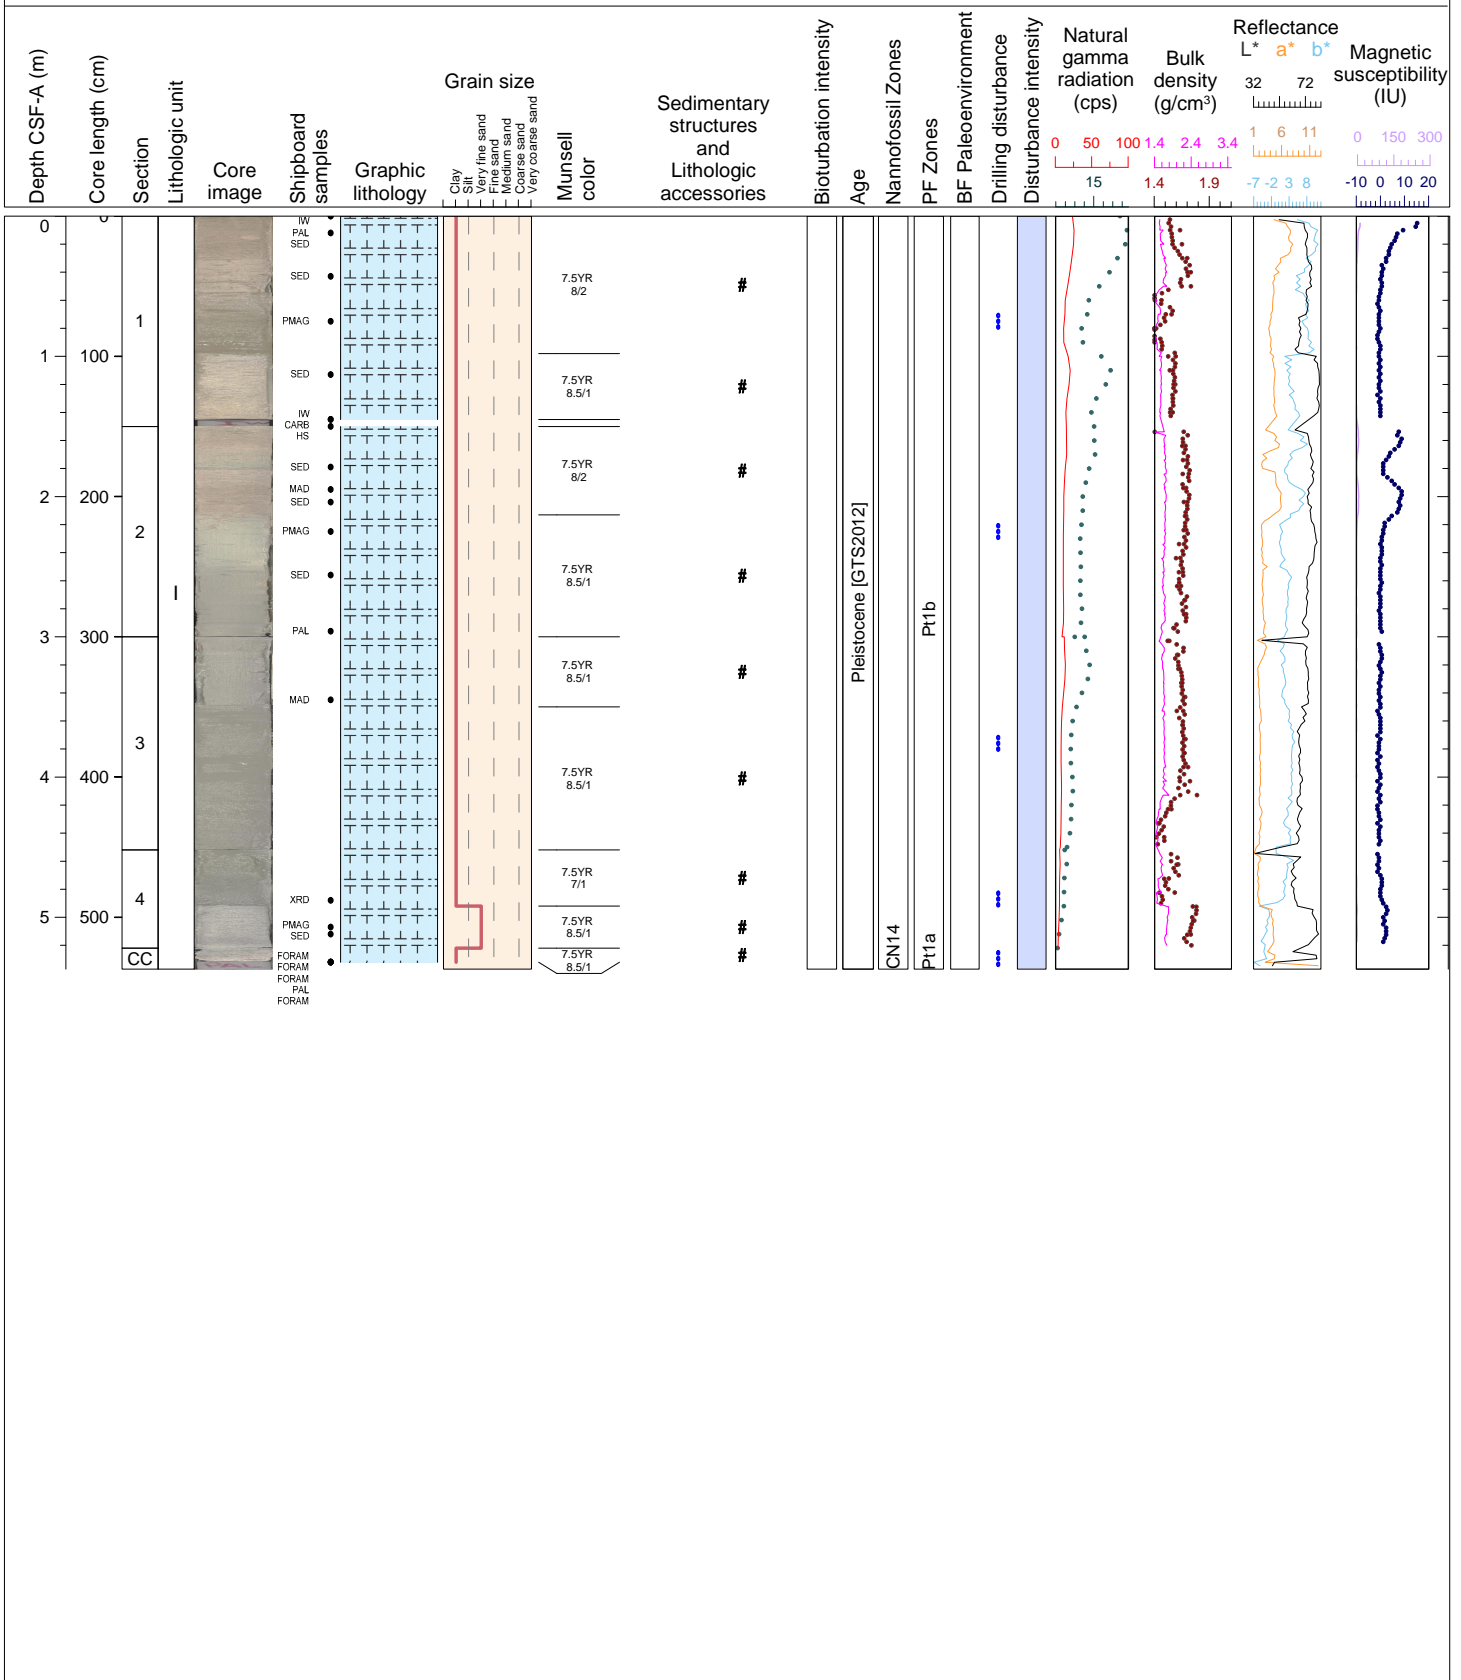 Depth CSF-A (m)
Core length (cm)
Section
Lithologic unit
Core
image
Shipboard
samples
Graphic
lithology
Grain size
Clay
Silt
Very fine sand
Fine sand
Medium sand
Coarse sand
Very coarse sand
Munsell
color
Sedimentary
structures
and
Lithologic
accessories
Bioturbation intensity
Age
Nannofossil Zones
PF Zones
BF Paleoenvironment
Drilling disturbance
Disturbance intensity
Natural
gamma
radiation
(cps)
0 50 100
15
Bulk
density
(g/cm³)
1.4 2.4 3.4
1.4 1.9
Reflectance
L* a* b*
32 72
1 6 11
-7 -2 3 8
Magnetic
susceptibility
(IU)
0 150 300
-10 0 10 20
0
1
2
3
4
5
0
100
200
300
400
500
1
2
3
4
CC
I
IW
PAL
SED
SED
PMAG
SED
IW
CARB
HS
SED
MAD
SED
PMAG
SED
PAL
MAD
XRD
PMAG
SED
FORAM
FORAM
FORAM
PAL
FORAM
7.5YR
8/2
7.5YR
8.5/1
7.5YR
8/2
7.5YR
8.5/1
7.5YR
8.5/1
7.5YR
8.5/1
7.5YR
7/1
7.5YR
8.5/1
7.5YR
8.5/1
#
#
#
#
#
#
#
#
#
Pleistocene [GTS2012]
CN14
Pt1b
Pt1a